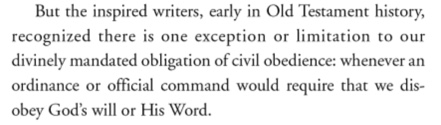 But the inspired writers, early in Old Testament history,
recognized there is one exception or limitation to our
divinely mandated obligation of civil obedience: whenever an
ordinance or official command would require that we dis-
obey God’s will or His Word.